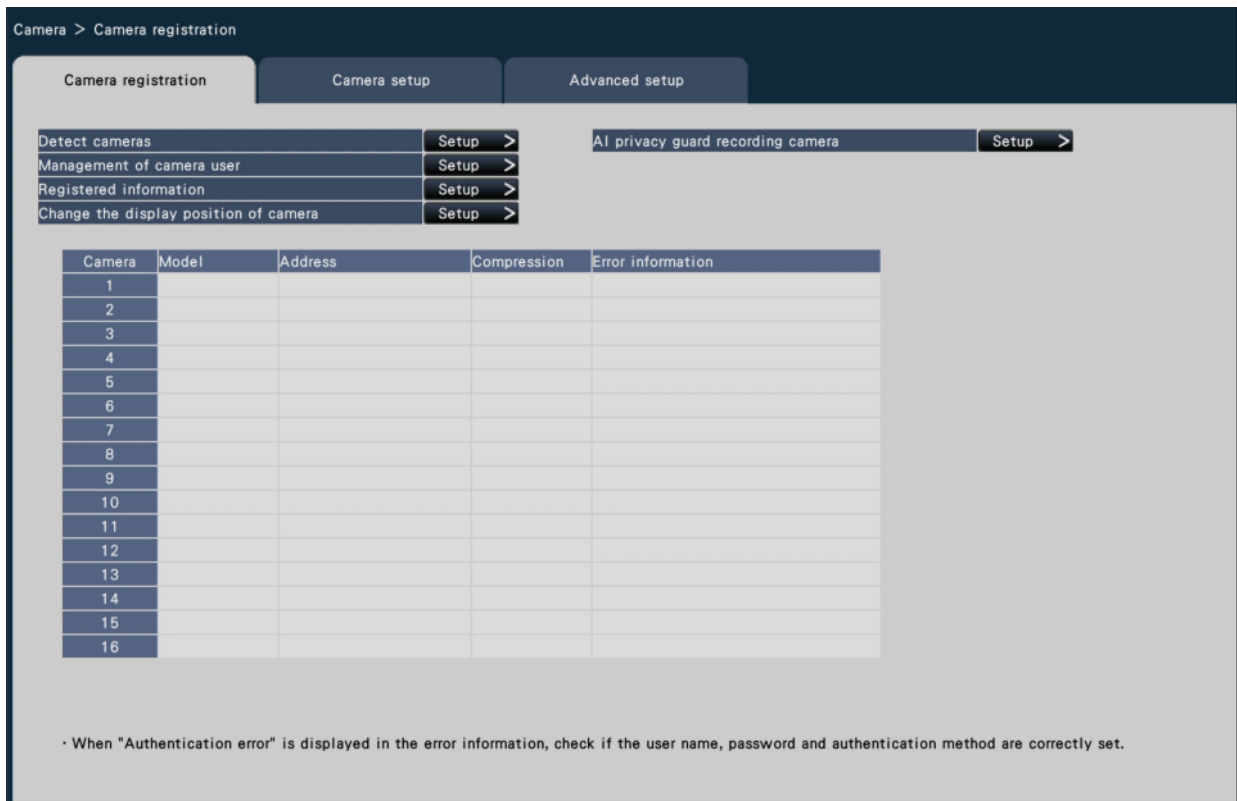 Camera > Camera registration
Camera registration Camera setup Advanced setup
Detect cameras Setup > AI privacy guard recording camera Setup >
Management of camera user Setup >
Registered information Setup >
Change the display position of camera Setup >
Camera Model Address Compression Error information
1
2
3
4
5
6
7
8
9
10
11
12
13
14
15
16
· When "Authentication error" is displayed in the error information, check if the user name, password and authentication method are correctly set.